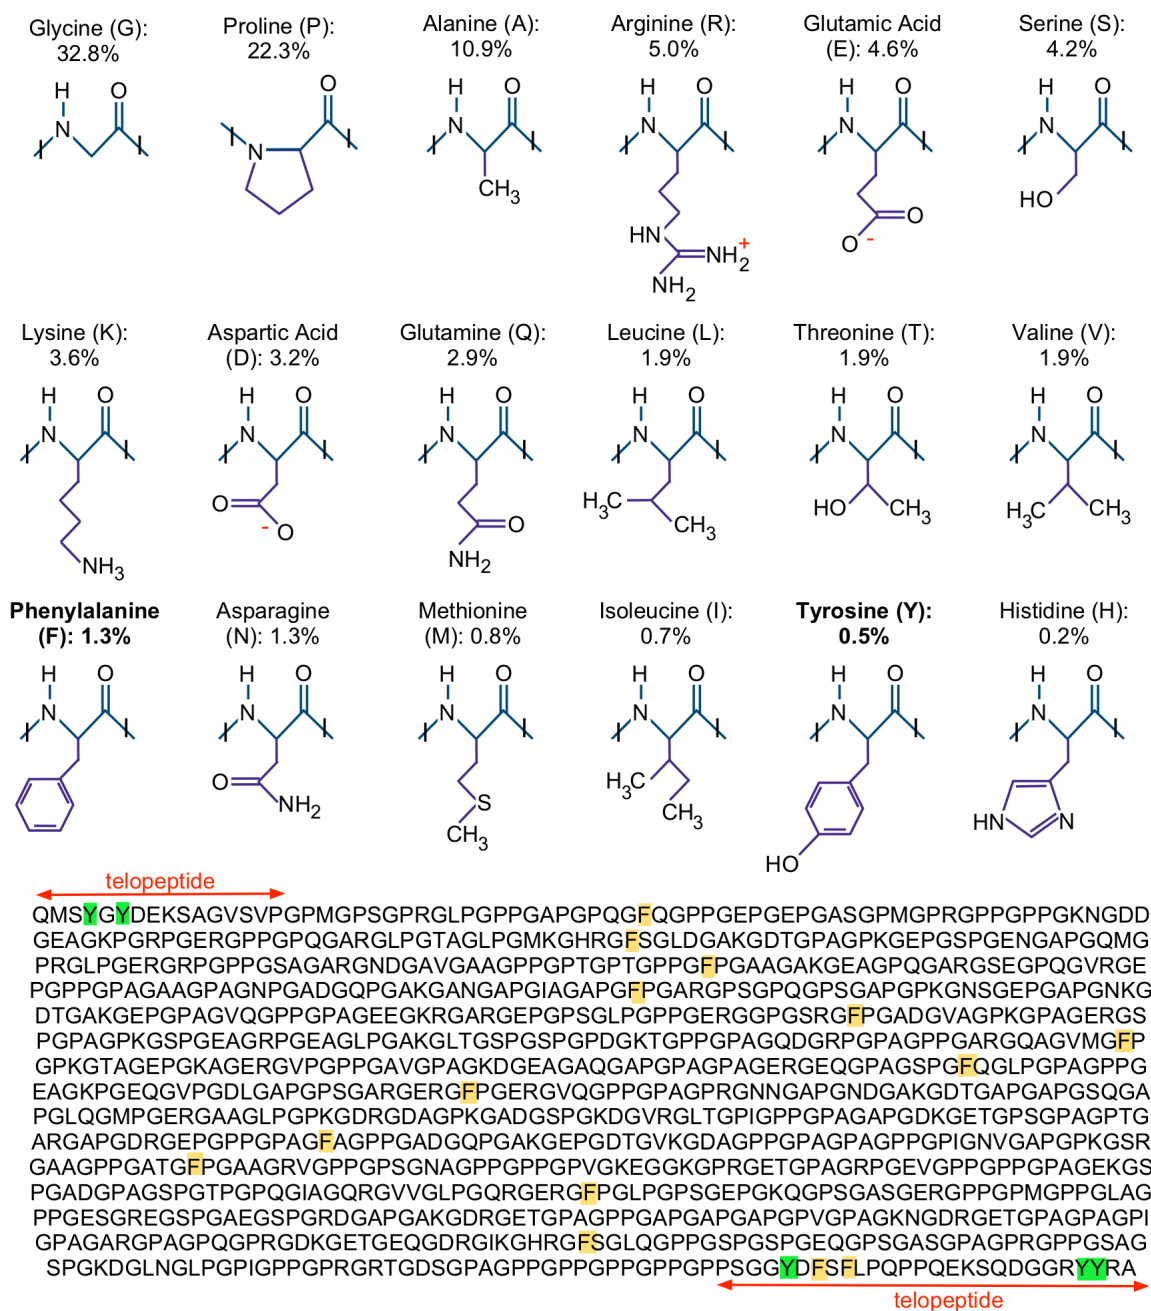 Glycine (G): Proline (P): Alanine (A): Arginine (R): Glutamic Acid Serine (S):
32.8% 22.3% 10.9% 5.0% (E): 4.6% 4.2%
H O O H O H O H O H O
N N N N N N
CH3 HO
HN O
NH2 + O -
NH2
Lysine (K): Aspartic Acid Glutamine (Q): Leucine (L): Threonine (T): Valine (V):
3.6% (D): 3.2% 2.9% 1.9% 1.9% 1.9%
H O H O H O H O H O H O
N N N N N N
O - O O H3C CH3 HO CH3 H3C CH3
NH3 NH2
Phenylalanine Asparagine Methionine Isoleucine (I): Tyrosine (Y): Histidine (H):
(F): 1.3% (N): 1.3% (M): 0.8% 0.7% 0.5% 0.2%
H O H O H O H O H O H O
N N N N N N
O NH2 S H3C HN N
CH3 CH3 HO
telopeptide
QMSYGYDEKSAGVSVPGPMGPSGPRGLPGPPGAPGPQGFQGPPGEPGEPGASGPMGPRGPPGPPGKNGDD
GEAGKPGRPGERGPPGPQGARGLPGTAGLPGMKGHRGFSGLDGAKGDTGPAGPKGEPGSPGENGAPGQMG
PRGLPGERGRPGPPGSAGARGNDGAVGAAGPPGPTGPTGPPGFPGAAGAKGEAGPQGARGSEGPQGVRGE
PGPPGPAGAAGPAGNPGADGQPGAKGANGAPGIAGAPGFPGARGPSGPQGPSGAPGPKGNSGEPGAPGNKG
DTGAKGEPGPAGVQGPPGPAGEEGKRGARGEPGPSGLPGPPGERGGPGSRGFPGADGVAGPKGPAGERGS
PGPAGPKGSPGEAGRPGEAGLPGAKGLTGSPGSPGPDGKTGPPGPAGQDGRPGPAGPPGARGQAGVMGFP
GPKGTAGEPGKAGERGVPGPPGAVGPAGKDGEAGAQGAPGPAGPAGERGEQGPAGSPGFQGLPGPAGPPG
EAGKPGEQGVPGDLGAPGPSGARGERGFPGERGVQGPPGPAGPRGNNGAPGNDGAKGDTGAPGAPGSQGA
PGLQGMPGERGAAGLPGPKGDRGDAGPKGADGSPGKDGVRGLTGPIGPPGPAGAPGDKGETGPSGPAGPTG
ARGAPGDRGEPGPPGPAGFAGPPGADGQPGAKGEPGDTGVKGDAGPPGPAGPAGPPGPIGNVGAPGPKGSR
GAAGPPGATGFPGAAGRVGPPGPSGNAGPPGPPGPVGKEGGKGPRGETGPAGRPGEVGPPGPPGPAGEKGS
PGADGPAGSPGTPGPQGIAGQRGVVGLPGQRGERGFPGLPGPSGEPGKQGPSGASGERGPPGPMGPPGLAG
PPGESGREGSPGAEGSPGRDGAPGAKGDRGETGPAGPPGAPGAPGAPGPVGPAGKNGDRGETGPAGPAGPI
GPAGARGPAGPQGPRGDKGETGEQGDRGIKGHRGFSGLQGPPGSPGSPGEQGPSGASGPAGPRGPPGSAG
SPGKDGLNGLPGPIGPPGPRGRTGDSGPAGPPGPPGPPGPPGPPSGGYDFSFLPQPPQEKSQDGGRYYRA
telopeptide